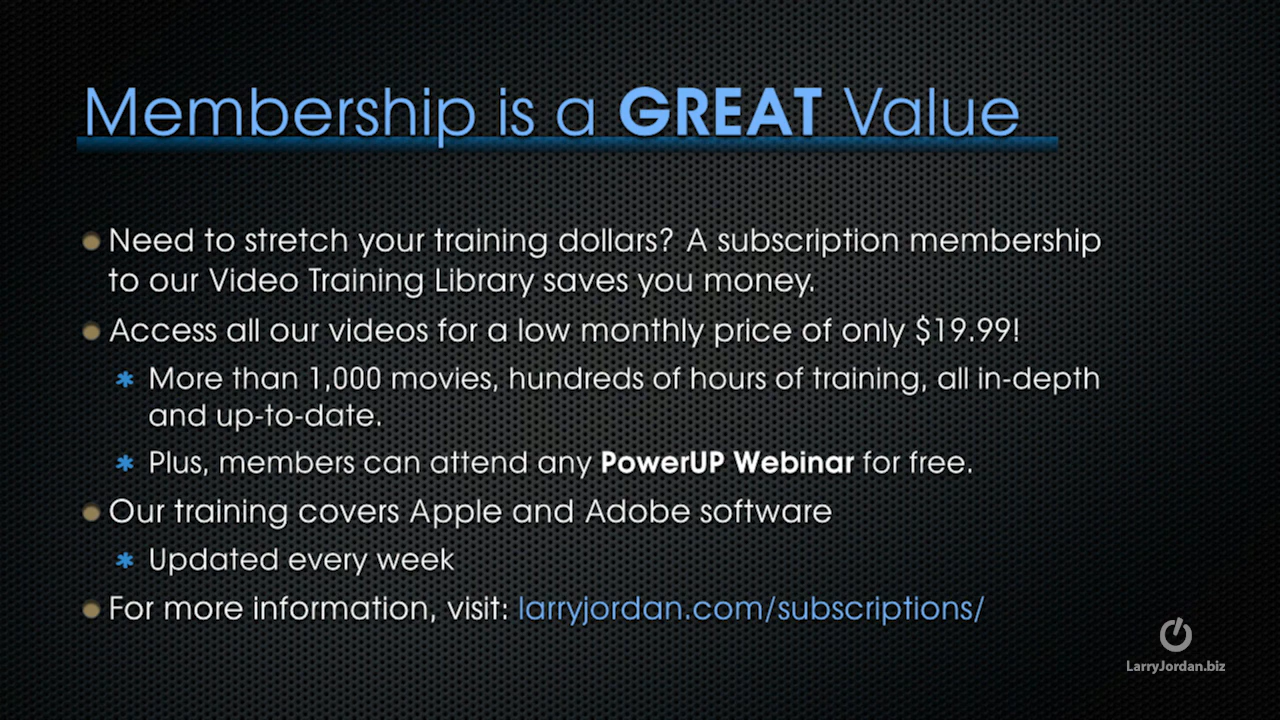 Membership is a GREAT Value
Need to stretch your training dollars? A subscription membership
to our Video Training Library saves you money.
Access all our videos for a low monthly price of only $19.99!
More than 1,000 movies, hundreds of hours of training, all in-depth
and up-to-date.
Plus, members can attend any PowerUP Webinar for free.
Our training covers Apple and Adobe software
Updated every week
For more information, visit: larryjordan.com/subscriptions/
LarryJordan.biz